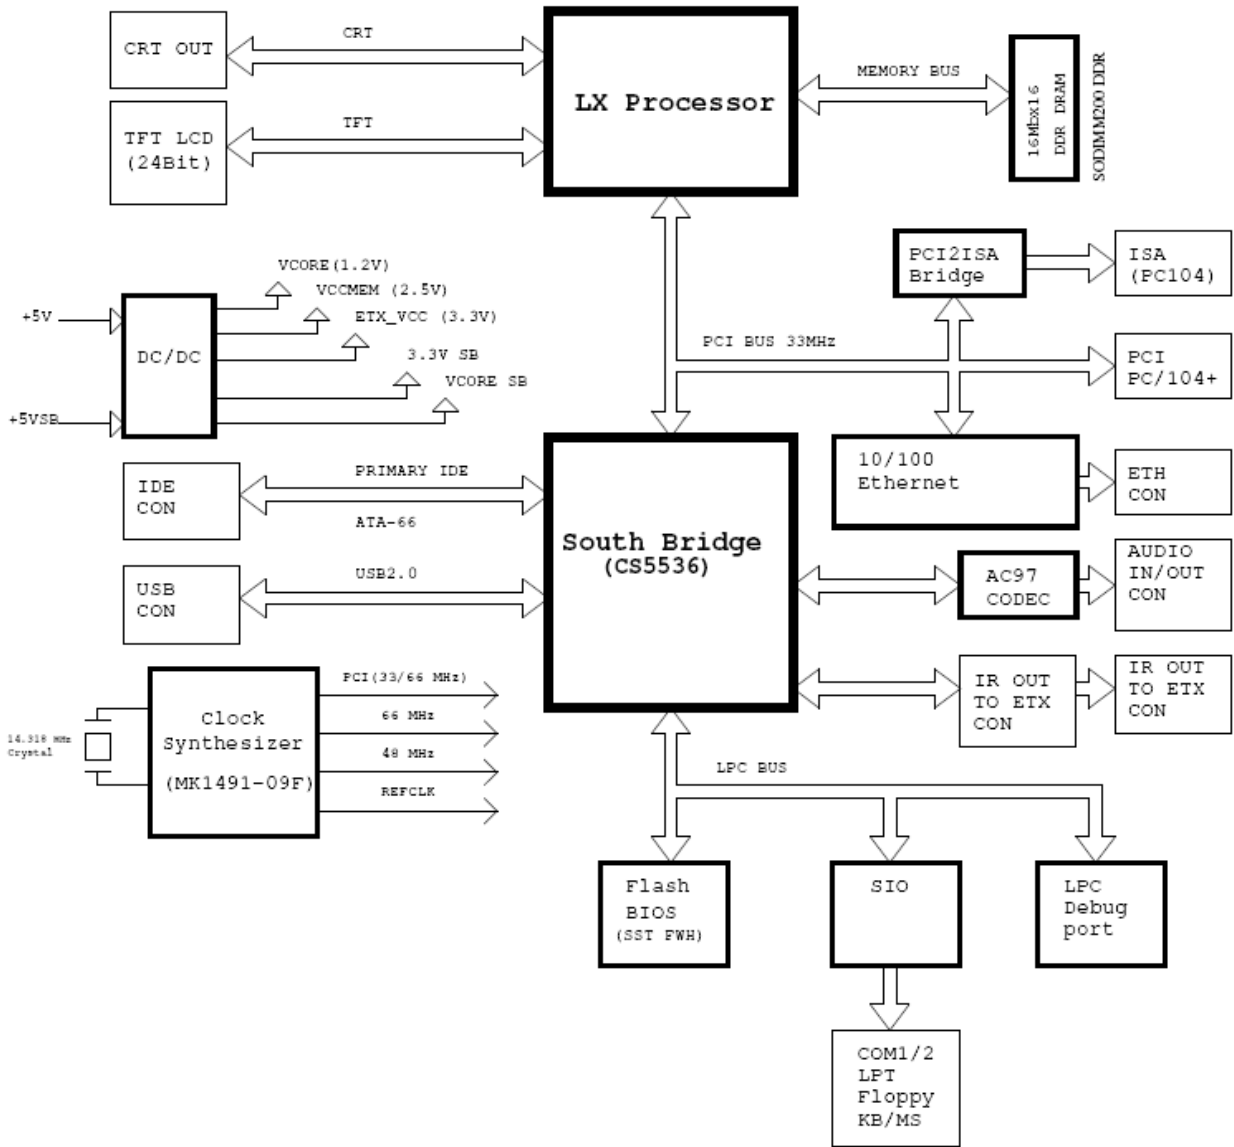 CRT OUT
CRT
TFT LCD
(24Bit)
TFT
LX Processor
MEMORY BUS
16Mbx16
DDR DRAM
SODIMM200 DDR
PCI2ISA
Bridge
ISA
(PC104)
PCI BUS 33MHz
PCI
PC/104+
+5V
+5VSB
DC/DC
VCORE(1.2V)
VCCMEM (2.5V)
ETX_VCC (3.3V)
3.3V SB
VCORE SB
10/100
Ethernet
ETH
CON
IDE
CON
PRIMARY IDE
ATA-66
USB
CON
USB2.0
South Bridge
(CS5536)
AC97
CODEC
AUDIO
IN/OUT
CON
IR OUT
TO ETX
CON
IR OUT
TO ETX
CON
14.318 MHz
Crystal
Clock
Synthesizer
(MK1491-09F)
PCI(33/66 MHz)
66 MHz
48 MHz
REFCLK
LPC BUS
Flash
BIOS
(SST FWH)
SIO
LPC
Debug
port
COM1/2
LPT
Floppy
KB/MS